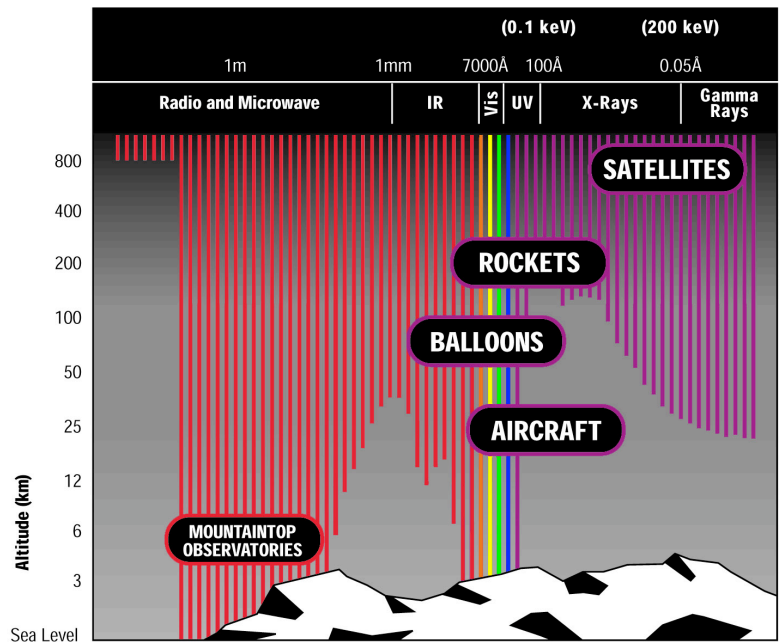 (0.1 keV) (200 keV)
1m 1mm 7000Å 100Å 0.05Å
Radio and Microwave IR Vis UV X-Rays Gamma
Rays
800
SATELLITES
400
200
ROCKETS
100
BALLOONS
50
25
AIRCRAFT
12
Altitude (km)
6
MOUNTAINTOP
OBSERVATORIES
3
Sea Level